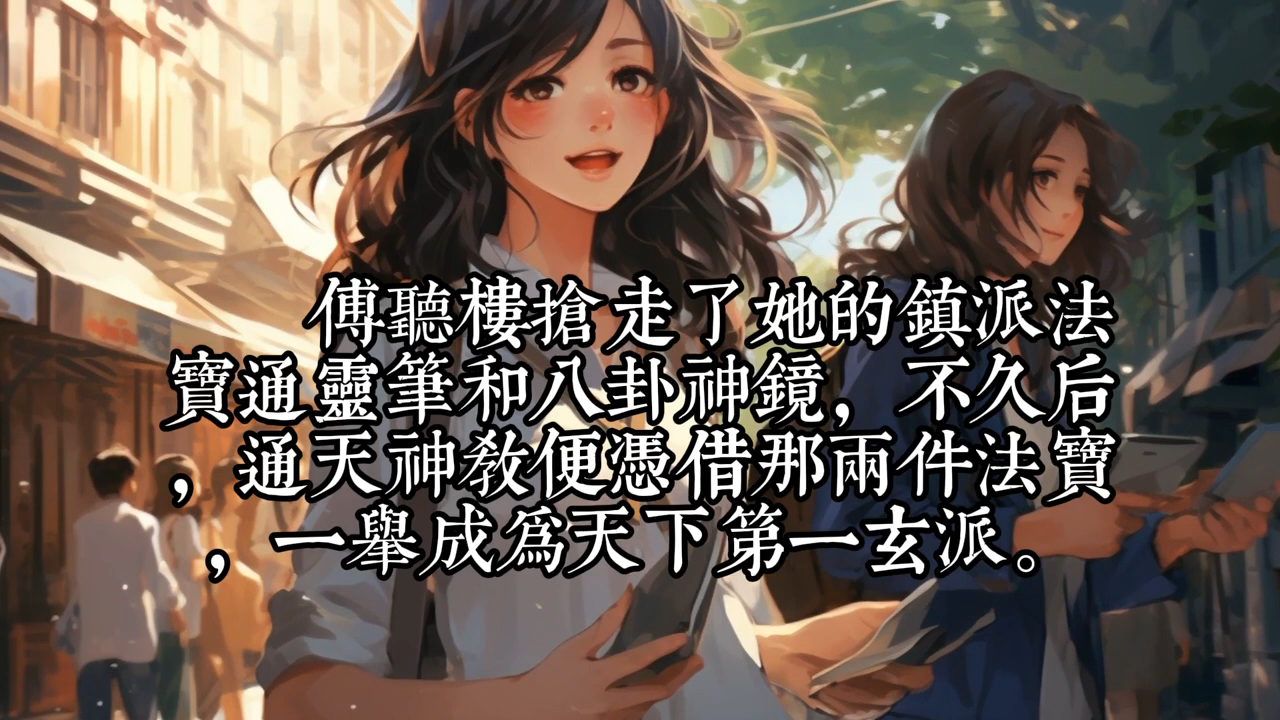 傅聽樓搶走了她的鎮派法
寶通靈筆和八卦神鏡，不久后
，通天神教便憑借那兩件法寶
，一舉成爲天下第一玄派。